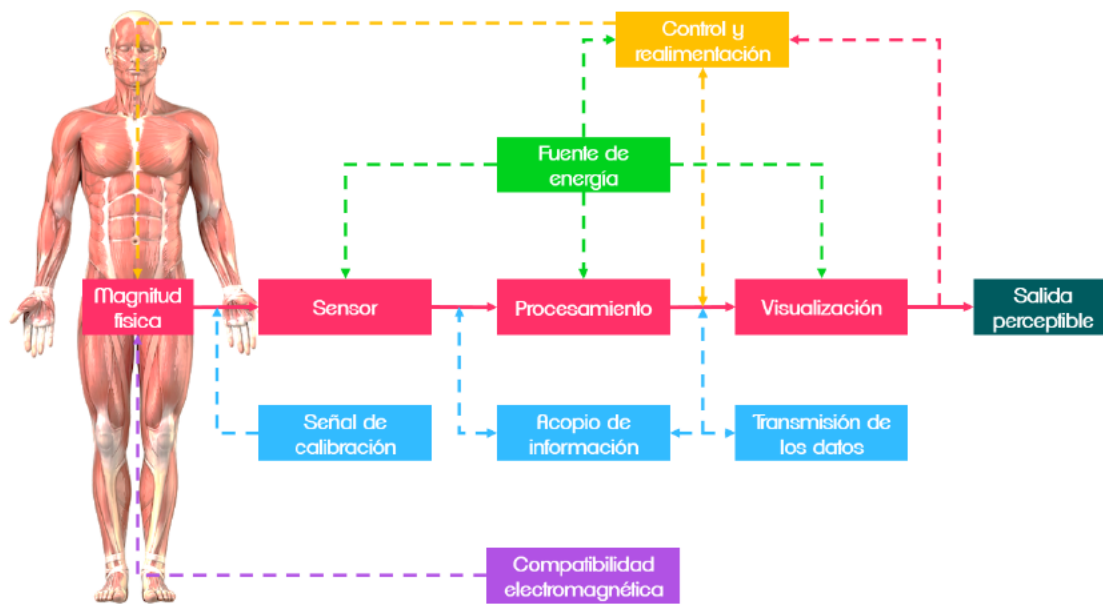 Control y
realimentación
Fuente de
energía
Magnitud
física
Sensor
Procesamiento
Visualización
Salida
perceptible
Señal de
calibración
Acopio de
información
Transmisión de
los datos
Compatibilidad
electromagnética